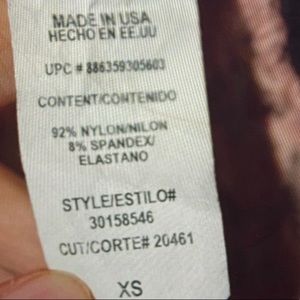 MADE IN USA
HECHO EN EE.UU
UPC # 886359305603
CONTENT/CONTENIDO
92% NYLON/NILON
8% SPANDEX/
ELASTANO
STYLE/ESTILO#
30158546
CUT/CORTE# 20461
XS